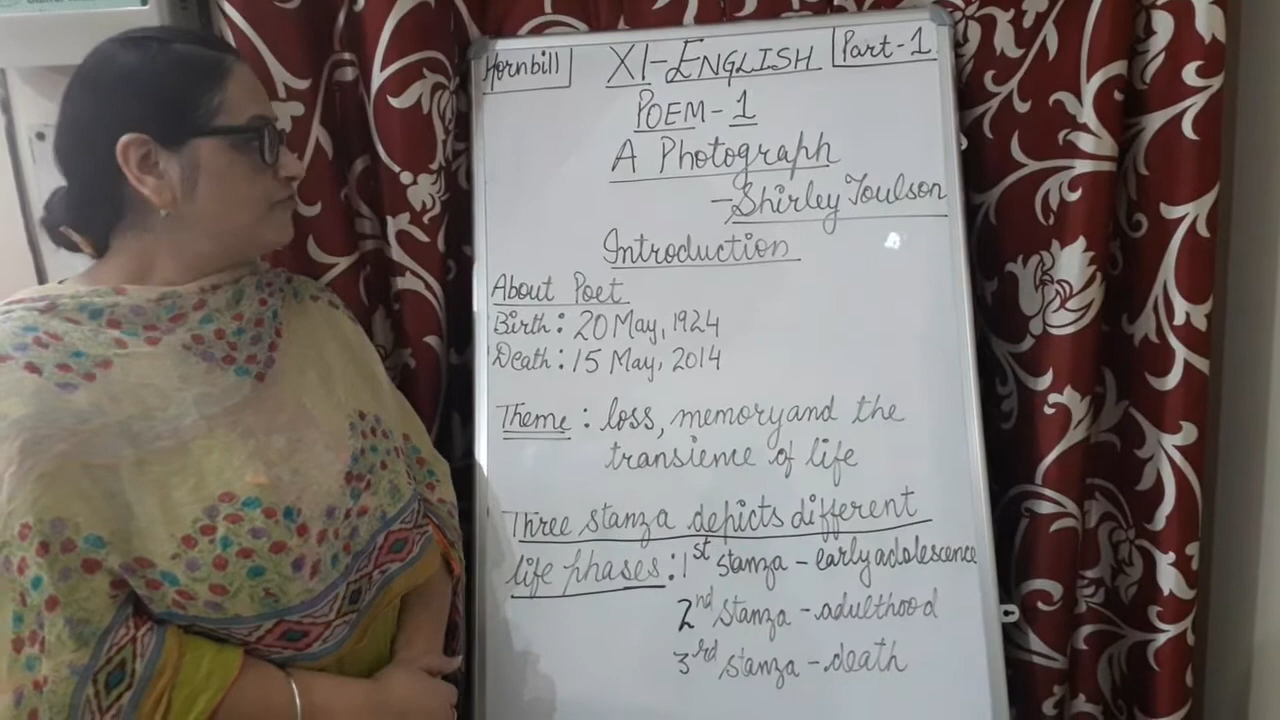 Hornbill XI-ENGLISH Part-1
POEM-1
A Photograph
-Shirley Toulson
Introduction
About Poet
Birth: 20 May, 1924
Death: 15 May, 2014
Theme: loss, memory and the
transience of life
Three stanza depicts different
life phases: 1st stanza - early adolescence
2nd stanza - adulthood
3rd stanza - death